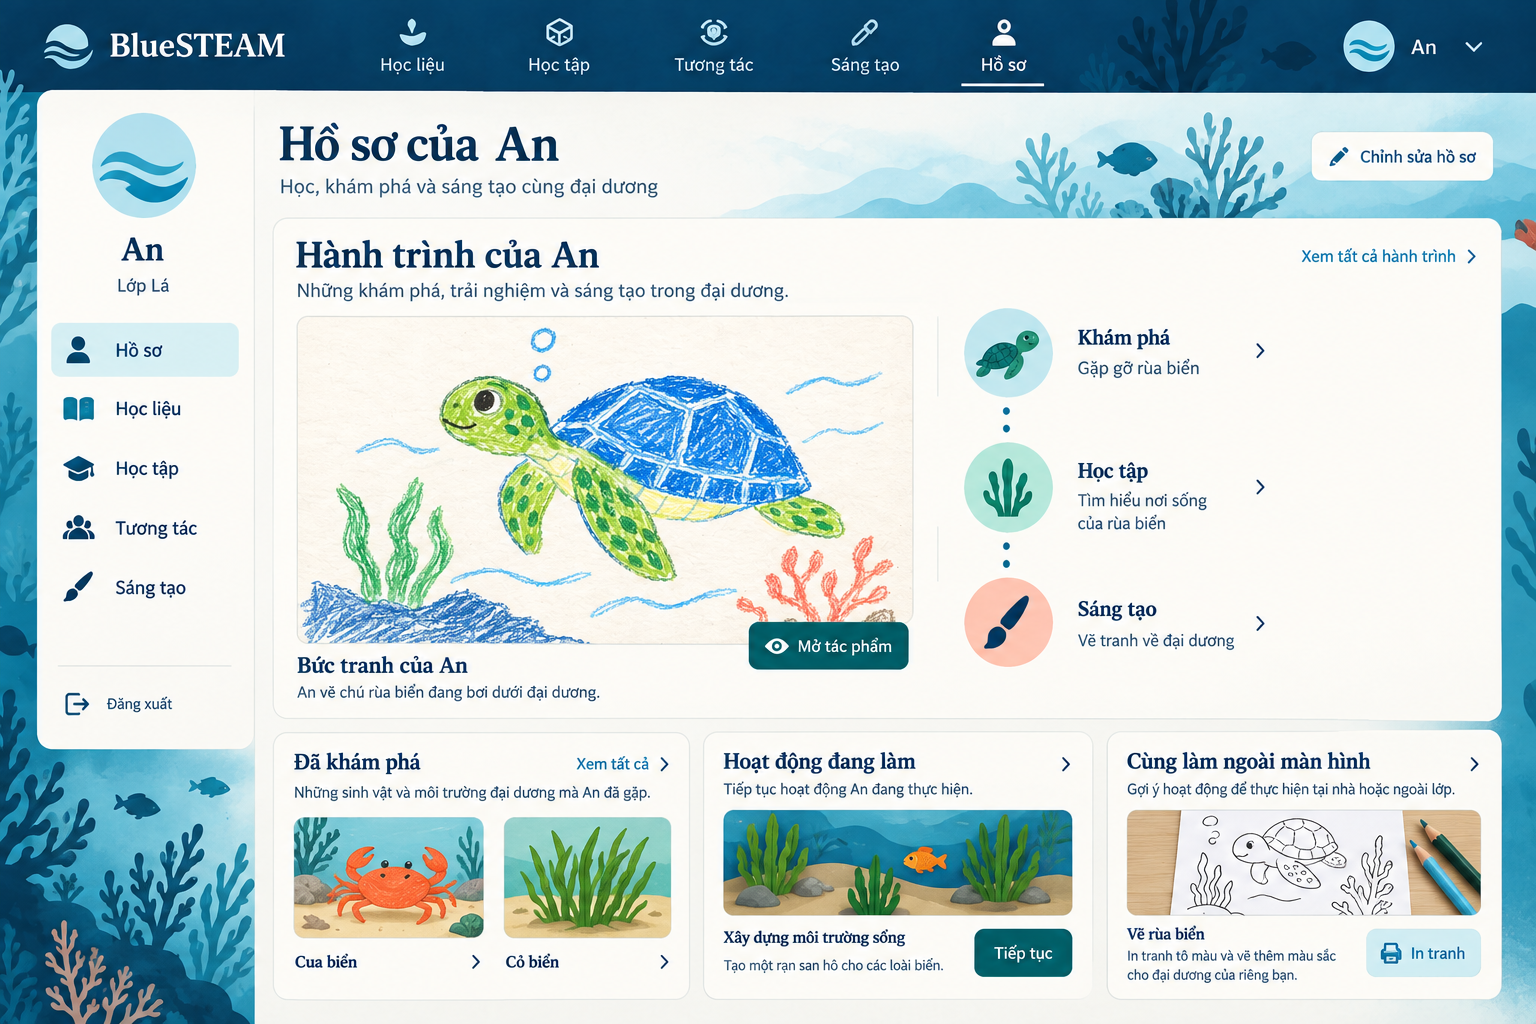 BlueSTEAM
Học liệu
Học tập
Tương tác
Sáng tạo
Hồ sơ
An
An
Lớp Lá
Hồ sơ
Học liệu
Học tập
Tương tác
Sáng tạo
Đăng xuất
Hồ sơ của An
Học, khám phá và sáng tạo cùng đại dương
Chỉnh sửa hồ sơ
Hành trình của An
Những khám phá, trải nghiệm và sáng tạo trong đại dương.
Xem tất cả hành trình
Mở tác phẩm
Bức tranh của An
An vẽ chú rùa biển đang bơi dưới đại dương.
Khám phá
Gặp gỡ rùa biển
Học tập
Tìm hiểu nơi sống
của rùa biển
Sáng tạo
Vẽ tranh về đại dương
Đã khám phá
Xem tất cả
Những sinh vật và môi trường đại dương mà An đã gặp.
Cua biển
Cỏ biển
Hoạt động đang làm
Tiếp tục hoạt động An đang thực hiện.
Xây dựng môi trường sống
Tạo một rạn san hô cho các loài biển.
Tiếp tục
Cùng làm ngoài màn hình
Gợi ý hoạt động để thực hiện tại nhà hoặc ngoài lớp.
Vẽ rùa biển
In tranh tô màu và vẽ thêm màu sắc
cho đại dương của riêng bạn.
In tranh